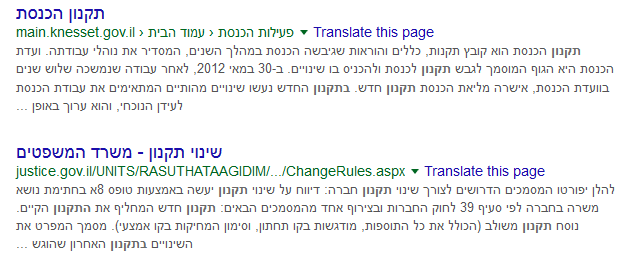 תקנון הכנסת
main.knesset.gov.il › פעילות הכנסת › עמוד הבית ▼ Translate this page
תקנון הכנסת הוא קובץ תקנות, כללים והוראות שגיבשה הכנסת במהלך השנים, המסדיר את נוהלי עבודתה. ועדת
הכנסת היא הגוף המוסמך לגבש תקנון לכנסת ולהכניס בו שינויים. ב-30 במאי 2012, לאחר עבודה שנמשכה שלוש שנים
בוועדת הכנסת, אישרה מליאת הכנסת תקנון חדש. בתקנון החדש נעשו שינויים מהותיים המתאימים את עבודת הכנסת
לעידן הנוכחי, והוא ערוך באופן ...
שינוי תקנון - משרד המשפטים
justice.gov.il/UNITS/RASUTHATAAGIDIM/.../ChangeRules.aspx ▼ Translate this page
להלן יפורטו המסמכים הדרושים לצורך שינוי תקנון חברה: דיווח על שינוי תקנון יעשה באמצעות טופס 8א בחתימת נושא
משרה בחברה לפי סעיף 39 לחוק החברות ובצירוף אחד מהמסמכים הבאים: תקנון חדש המחליף את התקנון הקיים.
נוסח תקנון משולב (הכולל את כל התוספות, מודגשות בקו תחתון, וסימון המחיקות בקו אמצעי). מסמך המפרט את
השינויים בתקנון האחרון שהוגש ...